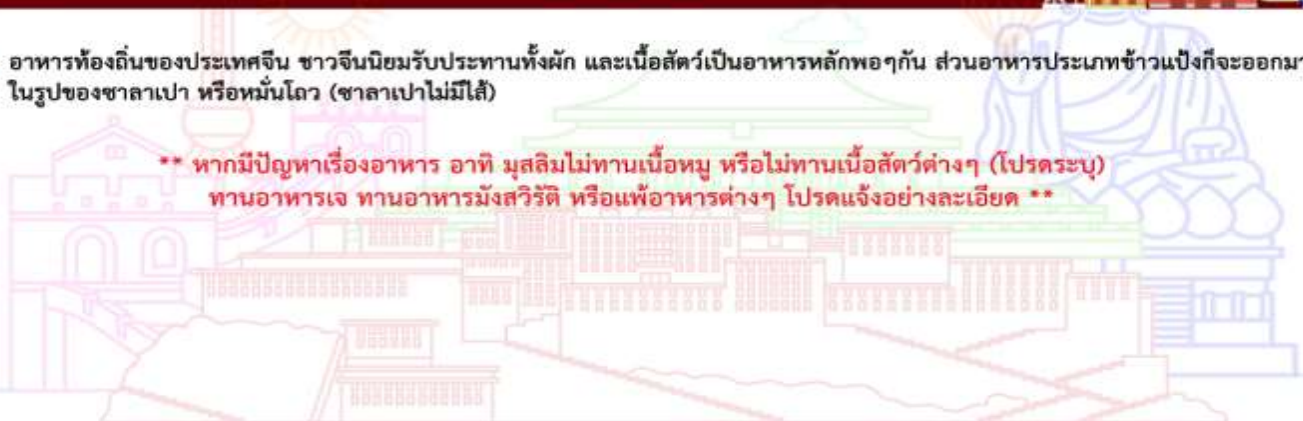 อาหารท้องถิ่นของประเทศจีน ชาวจีนนิยมรับประทานทั้งผัก และเนื้อสัตว์เป็นอาหารหลักพอๆกัน ส่วนอาหารประเภทข้าวแป้งก็จะออกมา
ในรูปของซาลาเปา หรือหมั่นโถว (ซาลาเปาไม่มีไส้)
** หากมีปัญหาเรื่องอาหาร อาทิ มุสลิมไม่ทานเนื้อหมู หรือไม่ทานเนื้อสัตว์ต่างๆ (โปรดระบุ)
ทานอาหารเจ ทานอาหารมังสวิรัติ หรือแพ้อาหารต่างๆ โปรดแจ้งอย่างละเอียด **